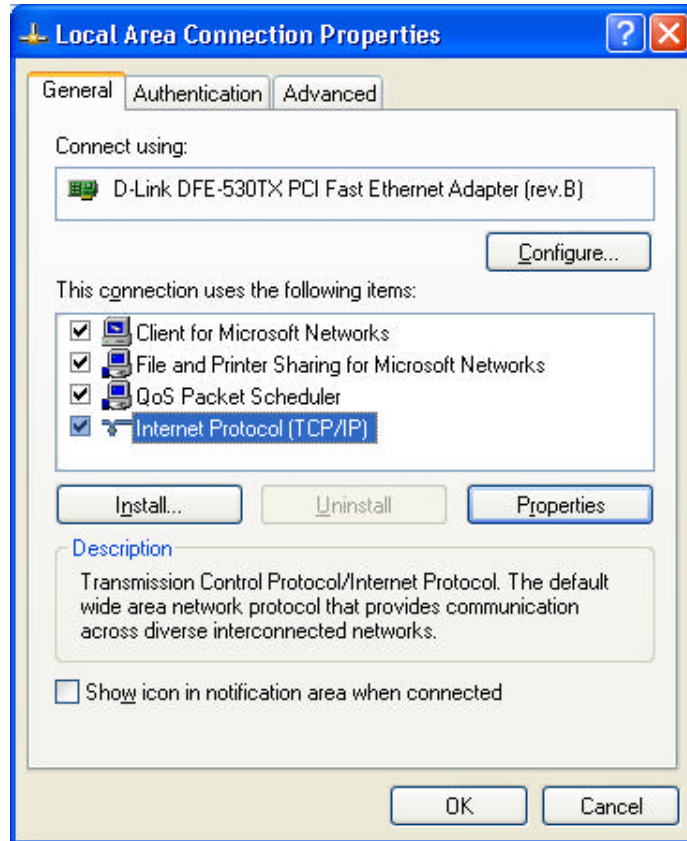 Local Area Connection Properties
General
Authentication
Advanced
Connect using:
D-Link DFE-530TX PCI Fast Ethernet Adapter (rev.B)
Configure...
This connection uses the following items:
Client for Microsoft Networks
File and Printer Sharing for Microsoft Networks
QoS Packet Scheduler
Internet Protocol (TCP/IP)
Install...
Uninstall
Properties
Description
Transmission Control Protocol/Internet Protocol. The default
wide area network protocol that provides communication
across diverse interconnected networks.
Show icon in notification area when connected
OK
Cancel